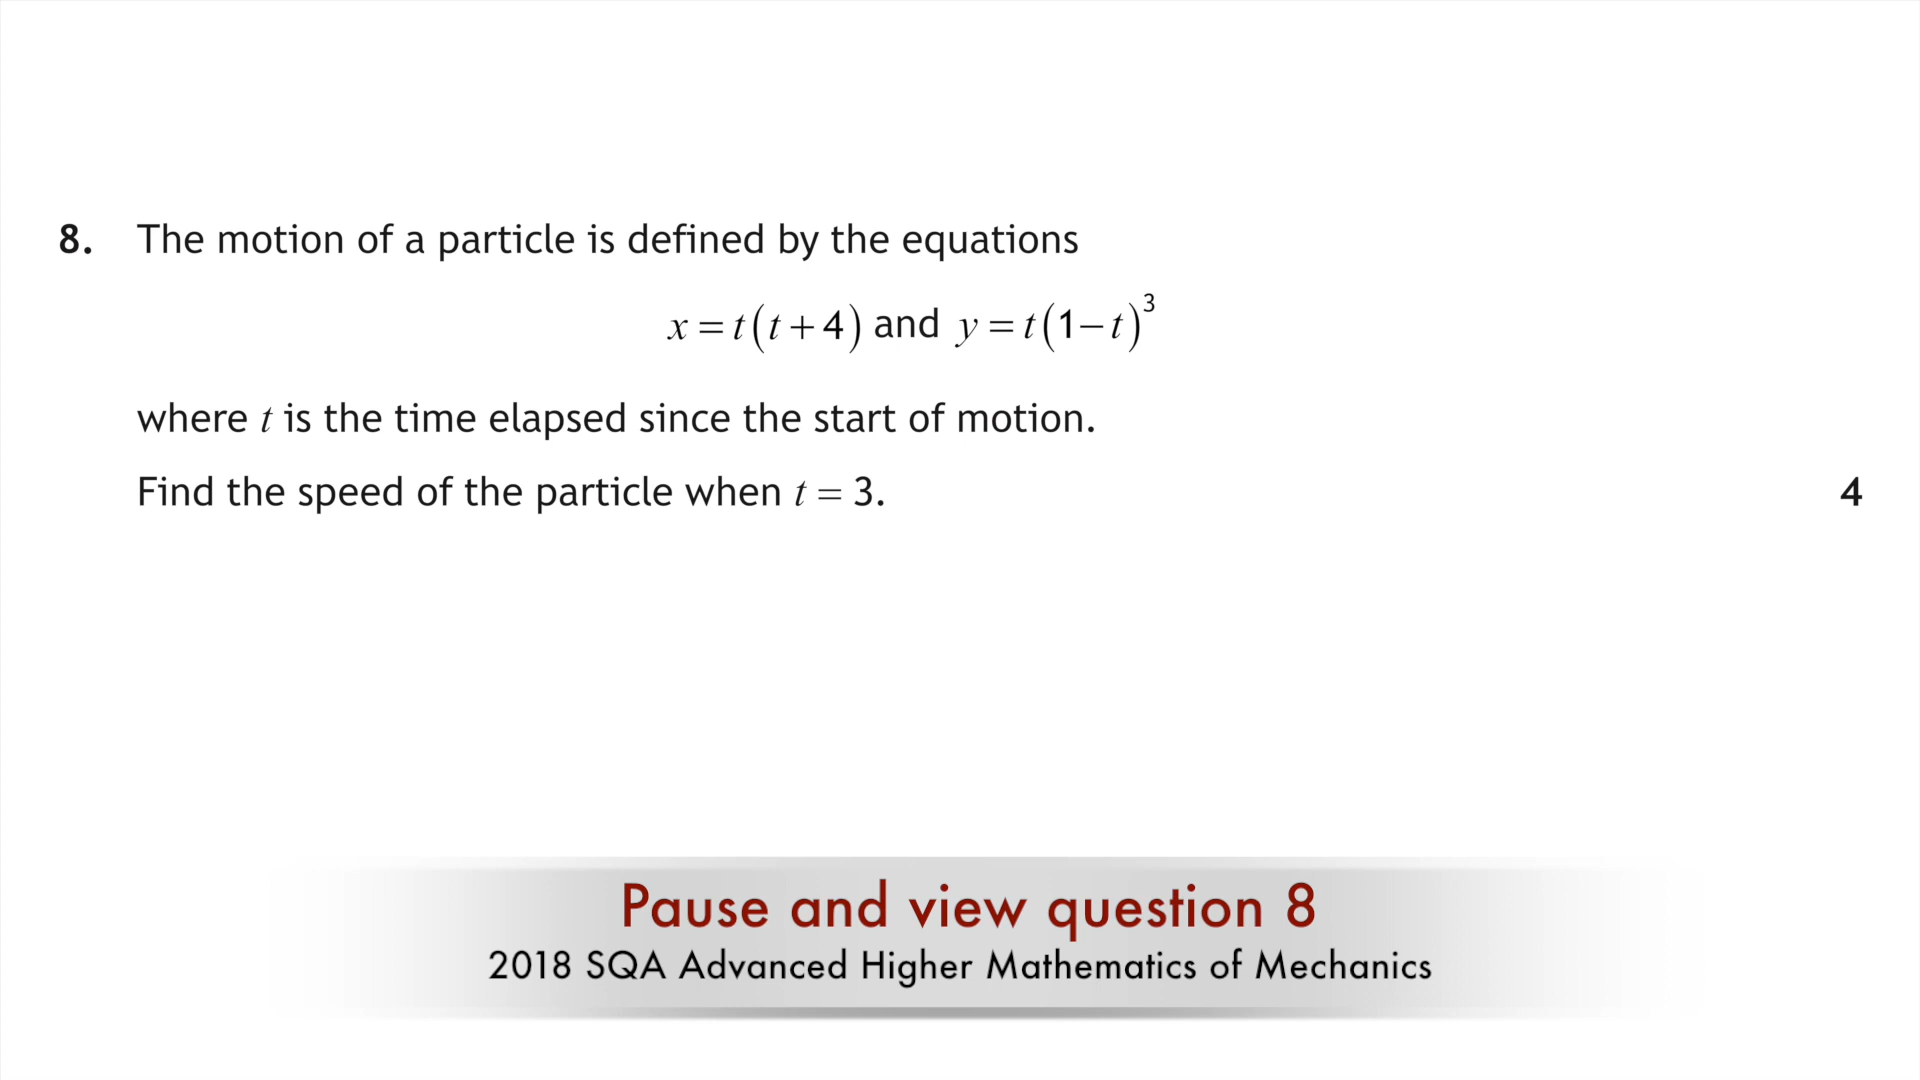 8. The motion of a particle is defined by the equations
x = t(t + 4) and y = t(1 − t)³
where t is the time elapsed since the start of motion.
Find the speed of the particle when t = 3. 4
Pause and view question 8
2018 SQA Advanced Higher Mathematics of Mechanics